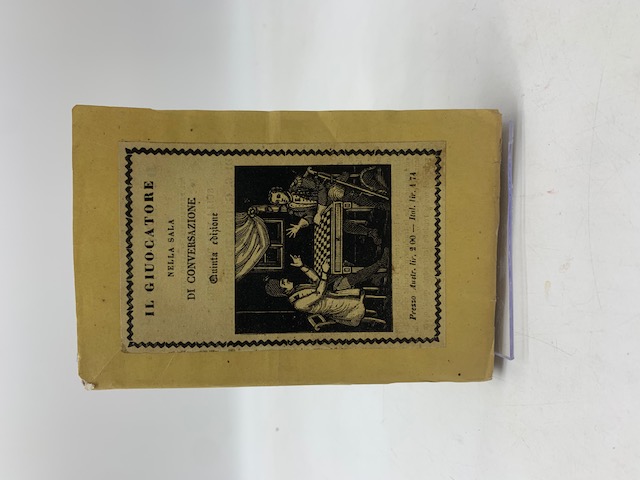 IL GIUOCATORE
NELLA SALA
DI CONVERSAZIONE
Quinta edizione
Prezzo Austr. lir. 2 00 — Ital. lir. 1 74